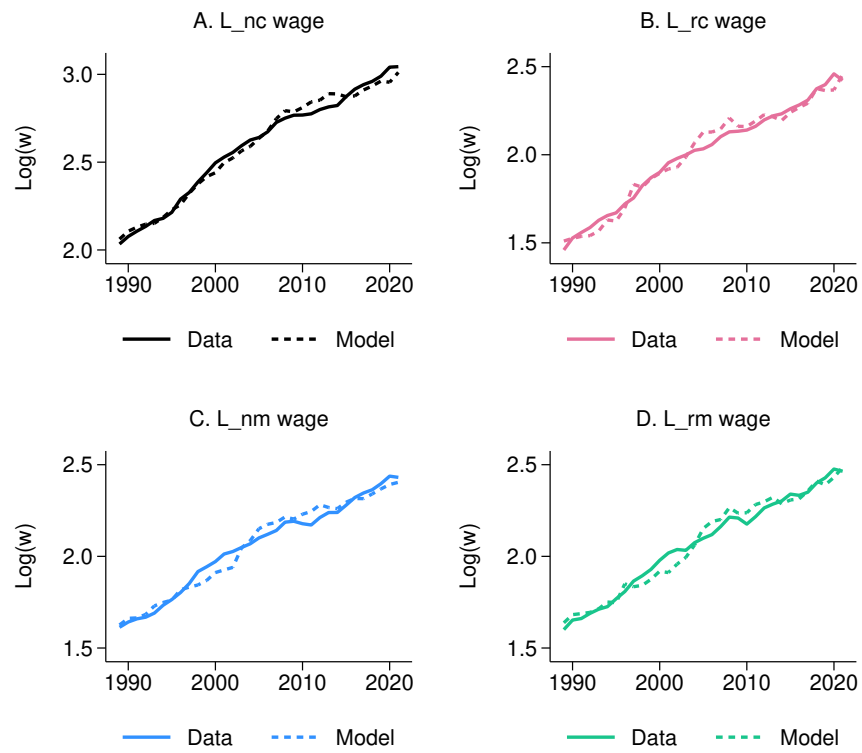 A. L_nc wage
Log(w)
3.0
2.5
2.0
1990 2000 2010 2020
Data Model
B. L_rc wage
Log(w)
2.5
2.0
1.5
1990 2000 2010 2020
Data Model
C. L_nm wage
Log(w)
2.5
2.0
1.5
1990 2000 2010 2020
Data Model
D. L_rm wage
Log(w)
2.5
2.0
1.5
1990 2000 2010 2020
Data Model